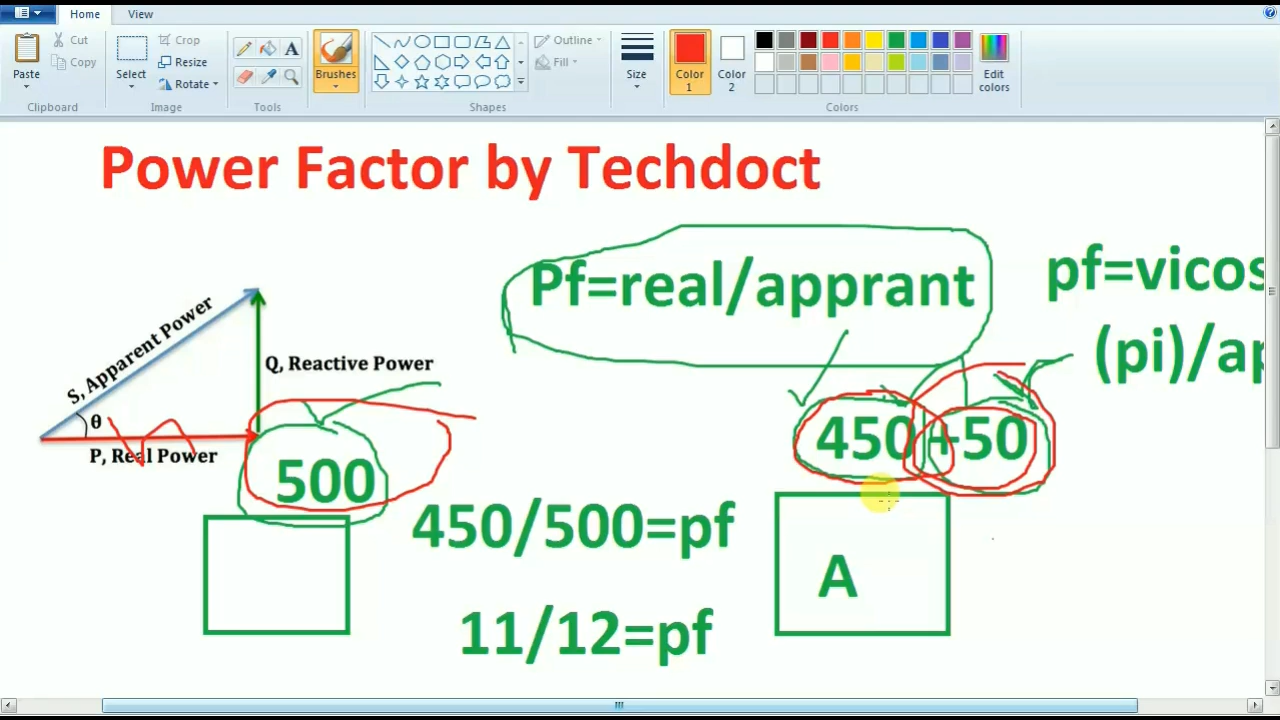 Home View
Paste
Cut
Copy
Clipboard
Select
Crop
Resize
Rotate
Image
A
Tools
Brushes
Shapes
Outline
Fill
Size
Color 1
Color 2
Edit colors
Colors
Power Factor by Techdoct
Pf=real/apprant
pf=vicos
(pi)/ap
S, Apparent Power
Q, Reactive Power
θ
P, Real Power
500
450 +50
450/500=pf
A
11/12=pf